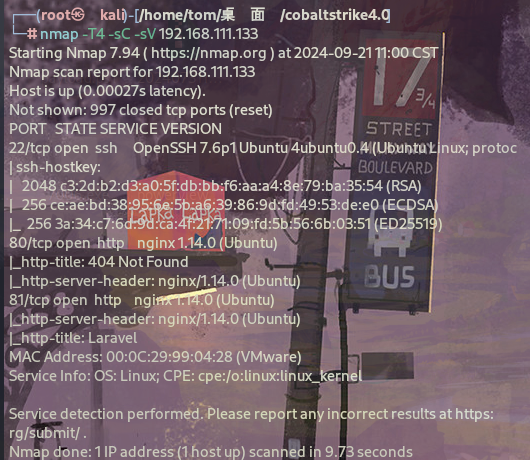 ┌──(root㉿kali)-[/home/tom/桌面/cobaltstrike4.0]
└─# nmap -T4 -sC -sV 192.168.111.133
Starting Nmap 7.94 ( https://nmap.org ) at 2024-09-21 11:00 CST
Nmap scan report for 192.168.111.133
Host is up (0.00027s latency).
Not shown: 997 closed tcp ports (reset)
PORT STATE SERVICE VERSION
22/tcp open ssh OpenSSH 7.6p1 Ubuntu 4ubuntu0.4 (Ubuntu Linux; protoc
| ssh-hostkey:
| 2048 c3:2d:b2:d3:a0:5f:db:bb:f6:aa:a4:8e:79:ba:35:54 (RSA)
| 256 ce:ae:bd:38:95:6e:5b:a6:39:86:9d:fd:49:53:de:e0 (ECDSA)
|_ 256 3a:34:c7:6d:9d:ca:4f:21:71:09:fd:5b:56:6b:03:51 (ED25519)
80/tcp open http nginx 1.14.0 (Ubuntu)
|_http-title: 404 Not Found
|_http-server-header: nginx/1.14.0 (Ubuntu)
81/tcp open http nginx 1.14.0 (Ubuntu)
|_http-server-header: nginx/1.14.0 (Ubuntu)
|_http-title: Laravel
MAC Address: 00:0C:29:99:04:28 (VMware)
Service Info: OS: Linux; CPE: cpe:/o:linux:linux_kernel
Service detection performed. Please report any incorrect results at https:
rg/submit/ .
Nmap done: 1 IP address (1 host up) scanned in 9.73 seconds
17 3/4
STREET
BOULEVARD
BUS